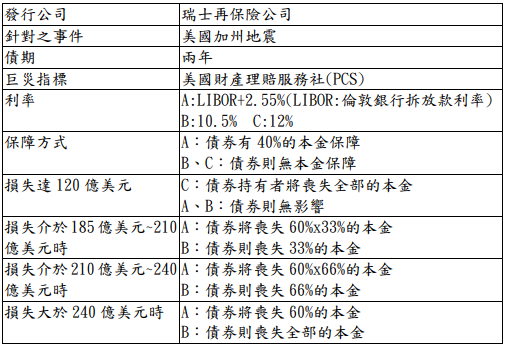 發行公司 瑞士再保險公司
針對之事件 美國加州地震
債期 兩年
巨災指標 美國財產理賠服務社(PCS)
利率 A:LIBOR+2.55%(LIBOR:倫敦銀行拆放款利率)
B:10.5% C:12%
保障方式 A：債券有 40%的本金保障
B、C：債券則無本金保障
損失達 120 億美元 C：債券持有者將喪失全部的本金
A、B：債券則無影響
損失介於 185 億美元~210 A：債券將喪失 60%x33%的本金
億美元時 B：債券則喪失 33%的本金
損失介於 210 億美元~240 A：債券將喪失 60%x66%的本金
億美元時 B：債券則喪失 66%的本金
損失大於 240 億美元時 A：債券將喪失 60%的本金
B：債券則喪失全部的本金